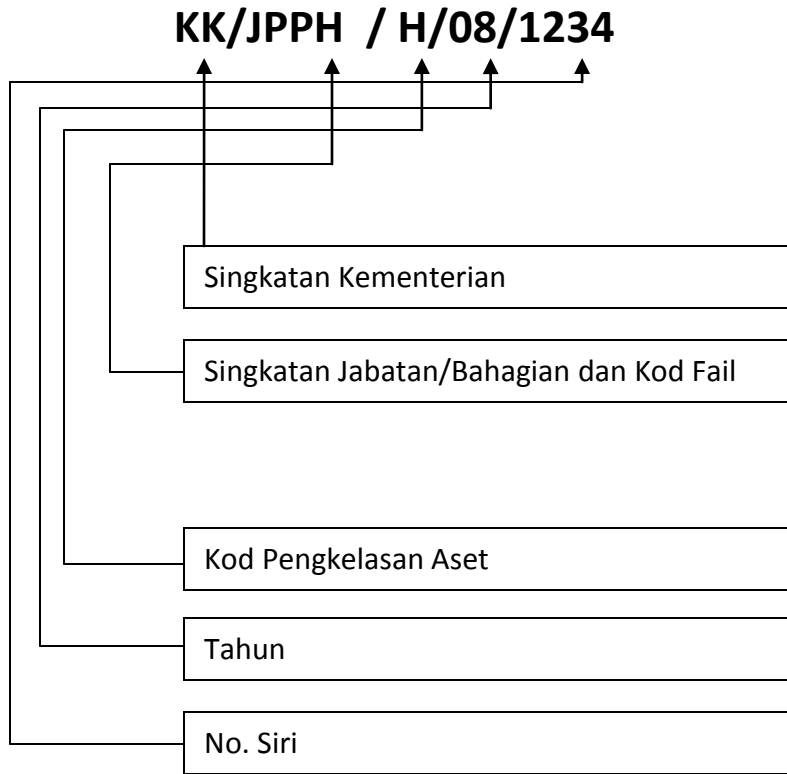 KK/JPPH / H/08/1234
Singkatan Kementerian
Singkatan Jabatan/Bahagian dan Kod Fail
Kod Pengkelasan Aset
Tahun
No. Siri